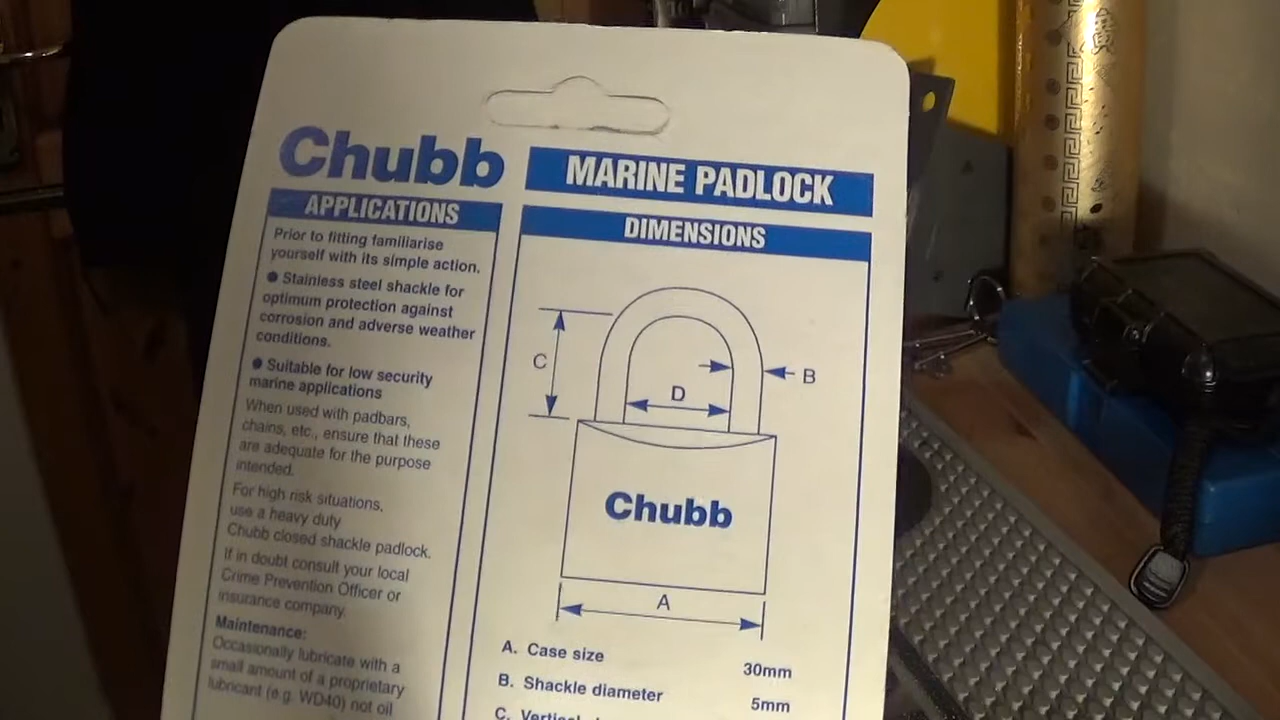 Chubb
MARINE PADLOCK
APPLICATIONS
Prior to fitting familiarise
yourself with its simple action.
● Stainless steel shackle for
optimum protection against
corrosion and adverse weather
conditions.
● Suitable for low security
marine applications
When used with padbars,
chains, etc., ensure that these
are adequate for the purpose
intended.
For high risk situations,
use a heavy duty
Chubb closed shackle padlock.
If in doubt consult your local
Crime Prevention Officer or
insurance company.
Maintenance:
Occasionally lubricate with a
small amount of a proprietary
lubricant (e.g. WD40) not oil
DIMENSIONS
C
B
D
Chubb
A
A. Case size 30mm
B. Shackle diameter 5mm
C.